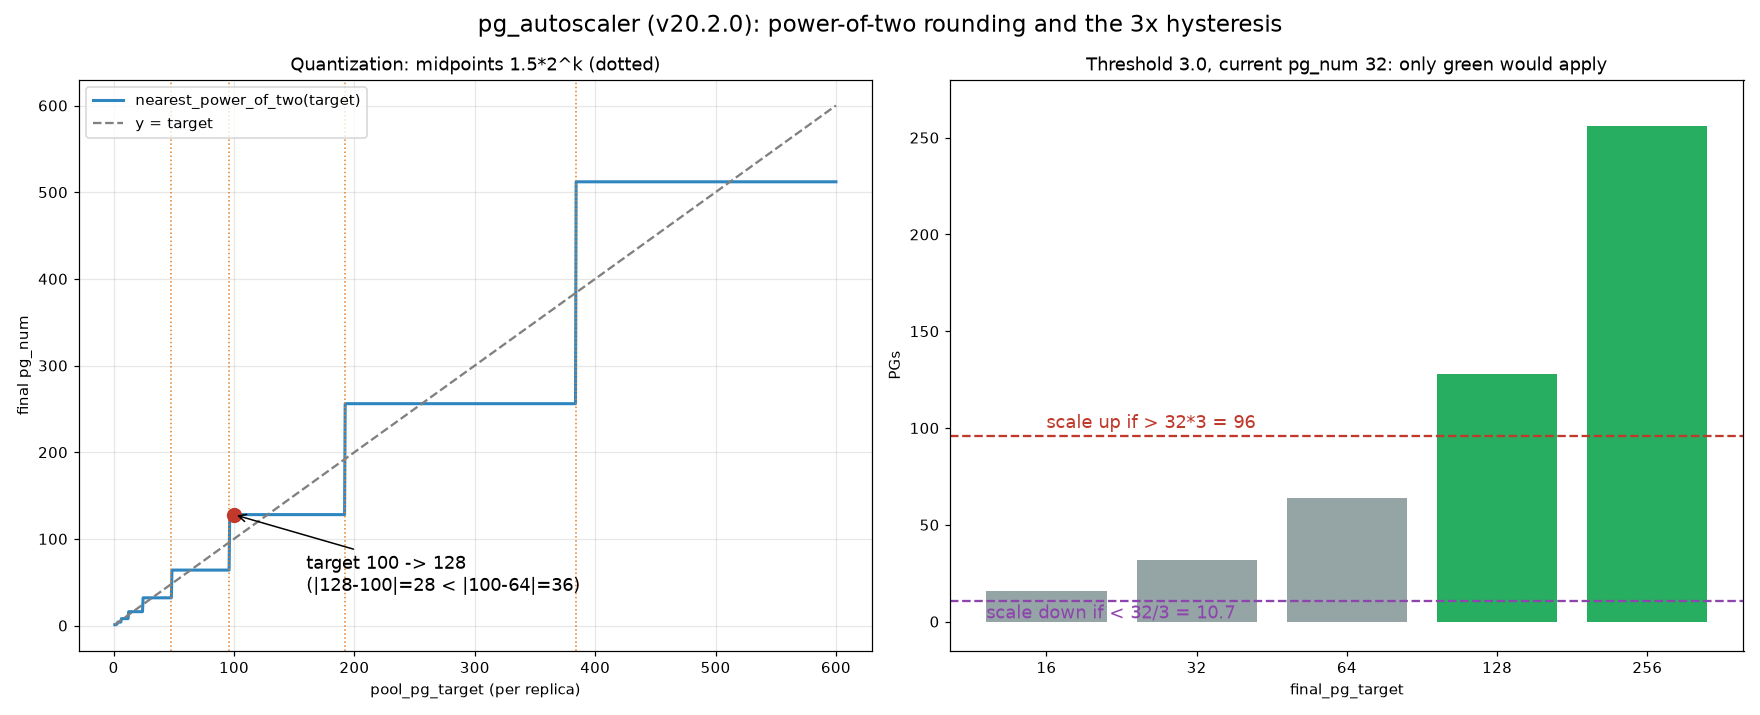 pg_autoscaler (v20.2.0): power-of-two rounding and the 3x hysteresis
Quantization: midpoints 1.5*2^k (dotted)
nearest_power_of_two(target)
y = target
600
500
400
300
200
100
0
final pg_num
target 100 -> 128
(|128-100|=28 < |100-64|=36)
0 100 200 300 400 500 600
pool_pg_target (per replica)
Threshold 3.0, current pg_num 32: only green would apply
250
200
150
100
50
0
PGs
scale up if > 32*3 = 96
scale down if < 32/3 = 10.7
16 32 64 128 256
final_pg_target